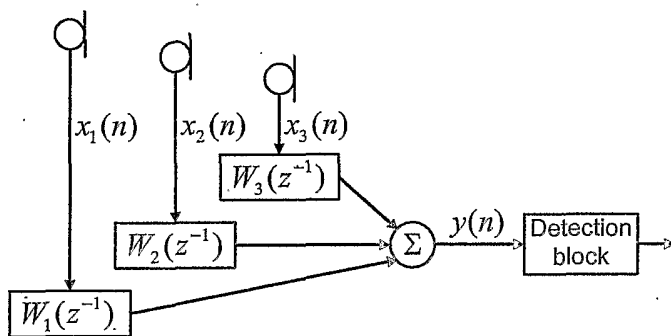 x₁(n)
x₂(n)
x₃(n)
W₃(z⁻¹)
W₂(z⁻¹)
W₁(z⁻¹)
Σ
y(n)
Detection
block